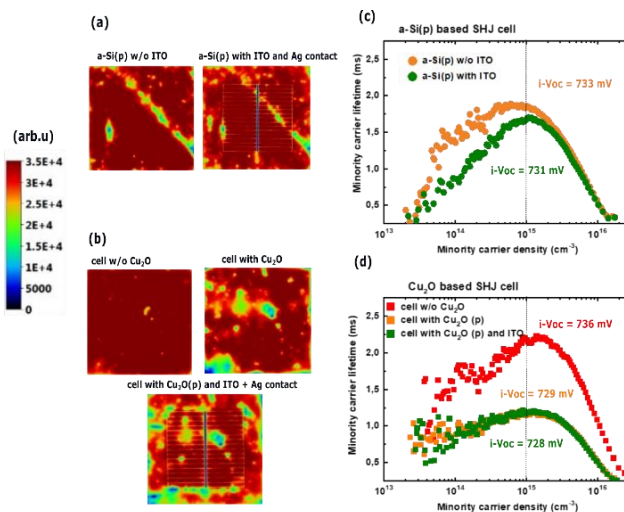 (a)
a-Si(p) w/o ITO
a-Si(p) with ITO and Ag contact
(arb.u)
3.5E+4
3E+4
2.5E+4
2E+4
1.5E+4
1E+4
5000
0
(b)
cell w/o Cu₂O
cell with Cu₂O
cell with Cu₂O(p) and ITO + Ag contact
(c)
a-Si(p) based SHJ cell
a-Si(p) w/o ITO
a-Si(p) with ITO
i-Voc = 733 mV
i-Voc = 731 mV
Minority carrier lifetime (ms)
2,5
2,0
1,5
1,0
0,5
10¹³
10¹⁴
10¹⁵
10¹⁶
Minority carrier density (cm⁻³)
(d)
Cu₂O based SHJ cell
cell w/o Cu₂O
cell with Cu₂O (p)
cell with Cu₂O (p) and ITO
i-Voc = 736 mV
i-Voc = 729 mV
i-Voc = 728 mV
Minority carrier lifetime (ms)
2,5
2,0
1,5
1,0
0,5
10¹³
10¹⁴
10¹⁵
10¹⁶
Minority carrier density (cm⁻³)